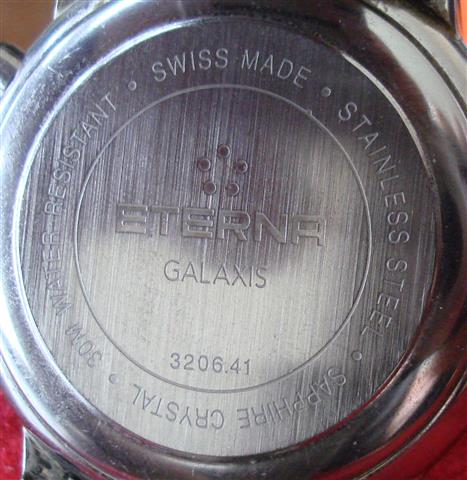 • SWISS MADE • STAINLESS STEEL • SAPPHIRE CRYSTAL • 30M WATER RESISTANT
ETERNA
GALAXIS
3206.41